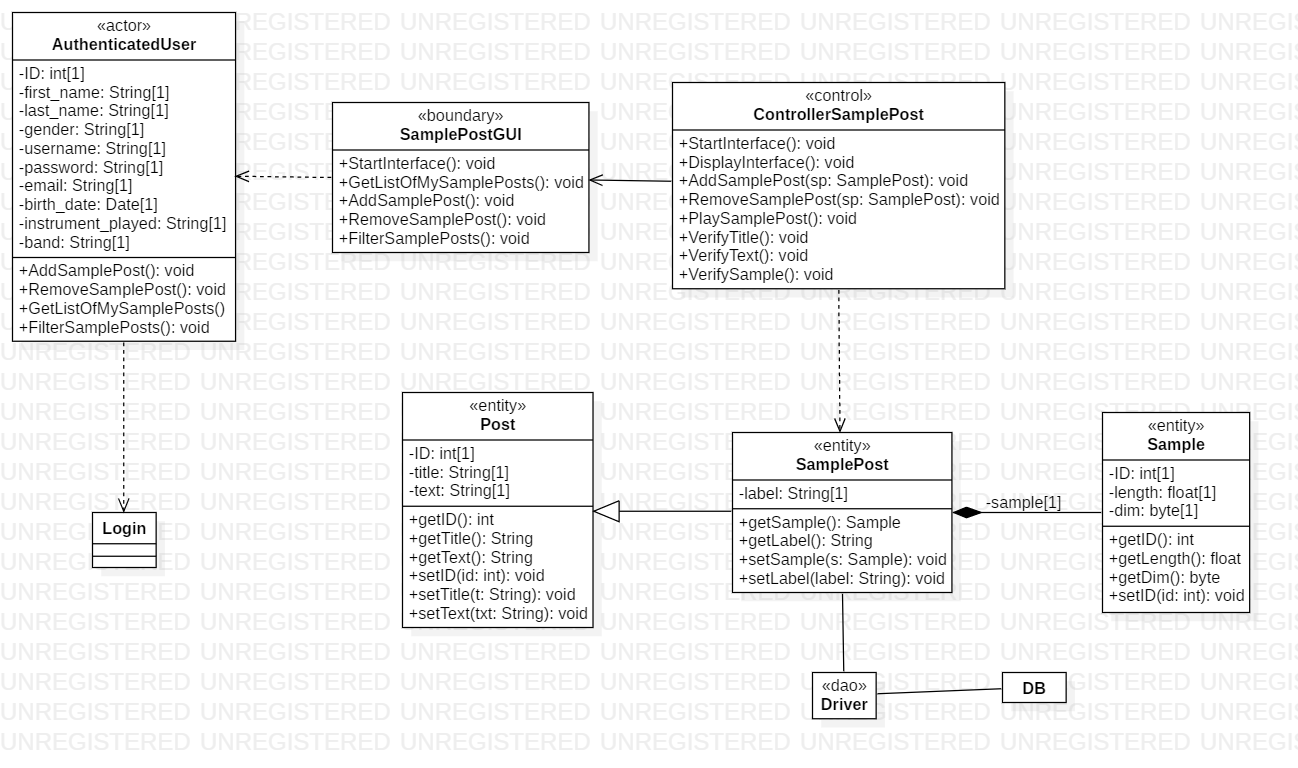 «actor»
AuthenticatedUser
-ID: int[1]
-first_name: String[1]
-last_name: String[1]
-gender: String[1]
-username: String[1]
-password: String[1]
-email: String[1]
-birth_date: Date[1]
-instrument_played: String[1]
-band: String[1]
+AddSamplePost(): void
+RemoveSamplePost(): void
+GetListOfMySamplePosts()
+FilterSamplePosts(): void
«boundary»
SamplePostGUI
+StartInterface(): void
+GetListOfMySamplePosts(): void
+AddSamplePost(): void
+RemoveSamplePost(): void
+FilterSamplePosts(): void
«control»
ControllerSamplePost
+StartInterface(): void
+DisplayInterface(): void
+AddSamplePost(sp: SamplePost): void
+RemoveSamplePost(sp: SamplePost): void
+PlaySamplePost(): void
+VerifyTitle(): void
+VerifyText(): void
+VerifySample(): void
Login
«entity»
Post
-ID: int[1]
-title: String[1]
-text: String[1]
+getID(): int
+getTitle(): String
+getText(): String
+setID(id: int): void
+setTitle(t: String): void
+setText(txt: String): void
«entity»
SamplePost
-label: String[1]
+getSample(): Sample
+getLabel(): String
+setSample(s: Sample): void
+setLabel(label: String): void
-sample[1]
«entity»
Sample
-ID: int[1]
-length: float[1]
-dim: byte[1]
+getID(): int
+getLength(): float
+getDim(): byte
+setID(id: int): void
«dao»
Driver
DB
UNREGISTERED